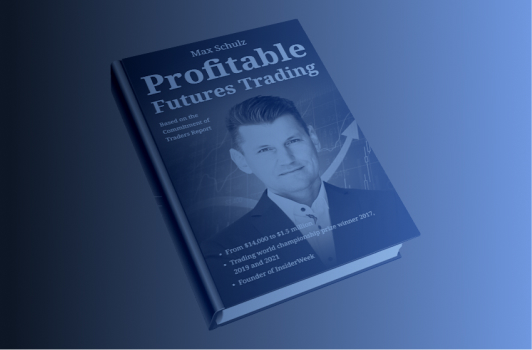 Max Schulz
Profitable
Futures Trading
Based on the
Commitment of
Traders Report
• From $14,000 to $1.5 million
• Trading world championship prize winner 2017,
2019 and 2021
• Founder of InsiderWeek